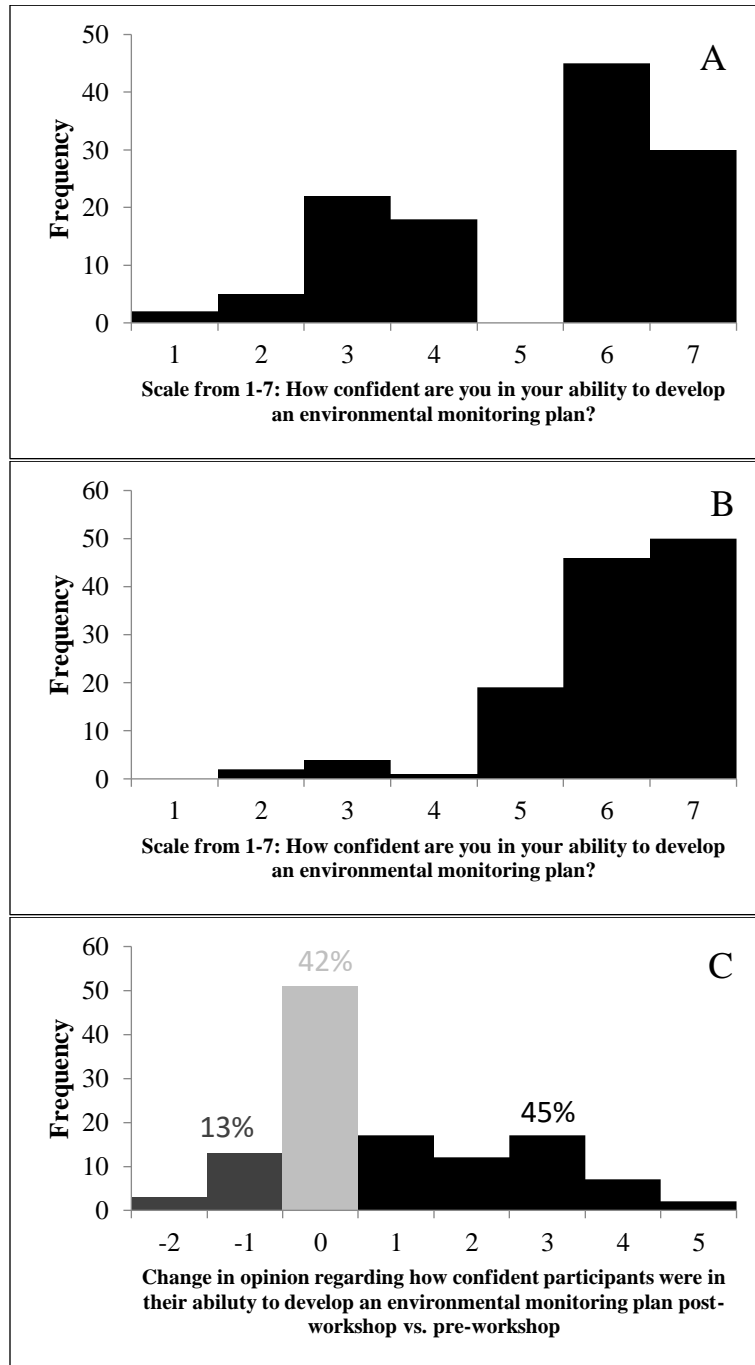 A
Frequency
50
40
30
20
10
0
1 2 3 4 5 6 7
Scale from 1-7: How confident are you in your ability to develop
an environmental monitoring plan?
B
Frequency
60
50
40
30
20
10
0
1 2 3 4 5 6 7
Scale from 1-7: How confident are you in your ability to develop
an environmental monitoring plan?
C
Frequency
60
50
40
30
20
10
0
42%
13%
45%
-2 -1 0 1 2 3 4 5
Change in opinion regarding how confident participants were in
their abiluty to develop an environmental monitoring plan post-
workshop vs. pre-workshop